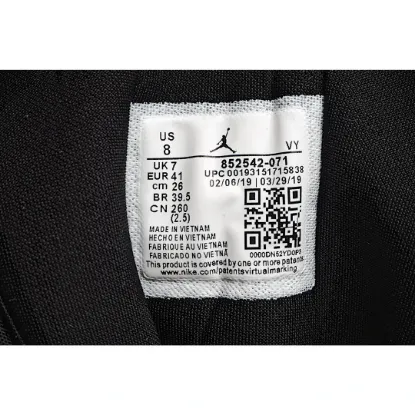 US
8
VY
UK 7
EUR 41
cm 26
BR 39.5
CN 260
(2.5)
852542-071
UPC 00193151715838
02/06/19 03/29/19
MADE IN VIETNAM
HECHO EN VIETNAM
FABRIQUE AU VIETNAM
FABRICADO NO VIETNÃ
0000DN52YD0P3
This product is covered by one or more patents
www.nike.com/patentsvirtualmarking